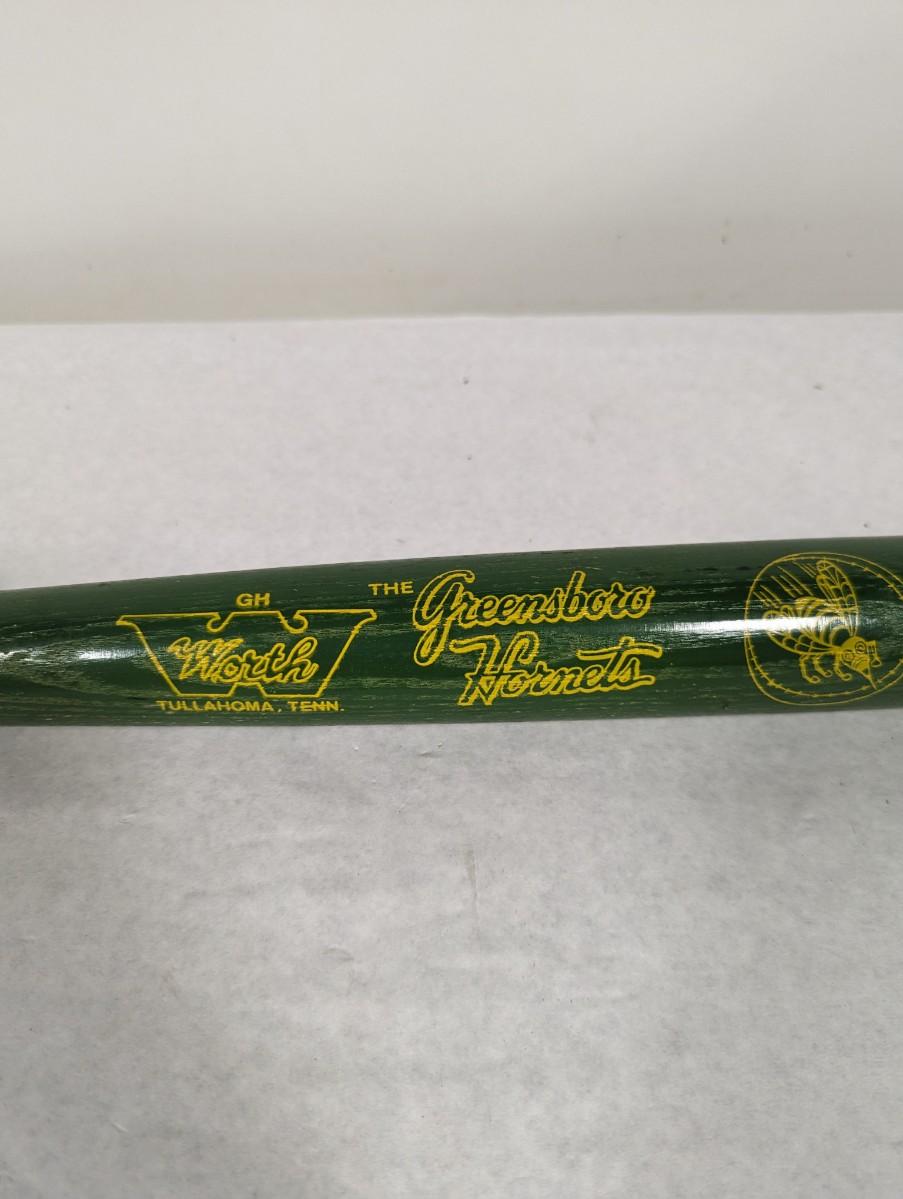 GH
Worth
TULLAHOMA, TENN.
THE Greensboro
Hornets